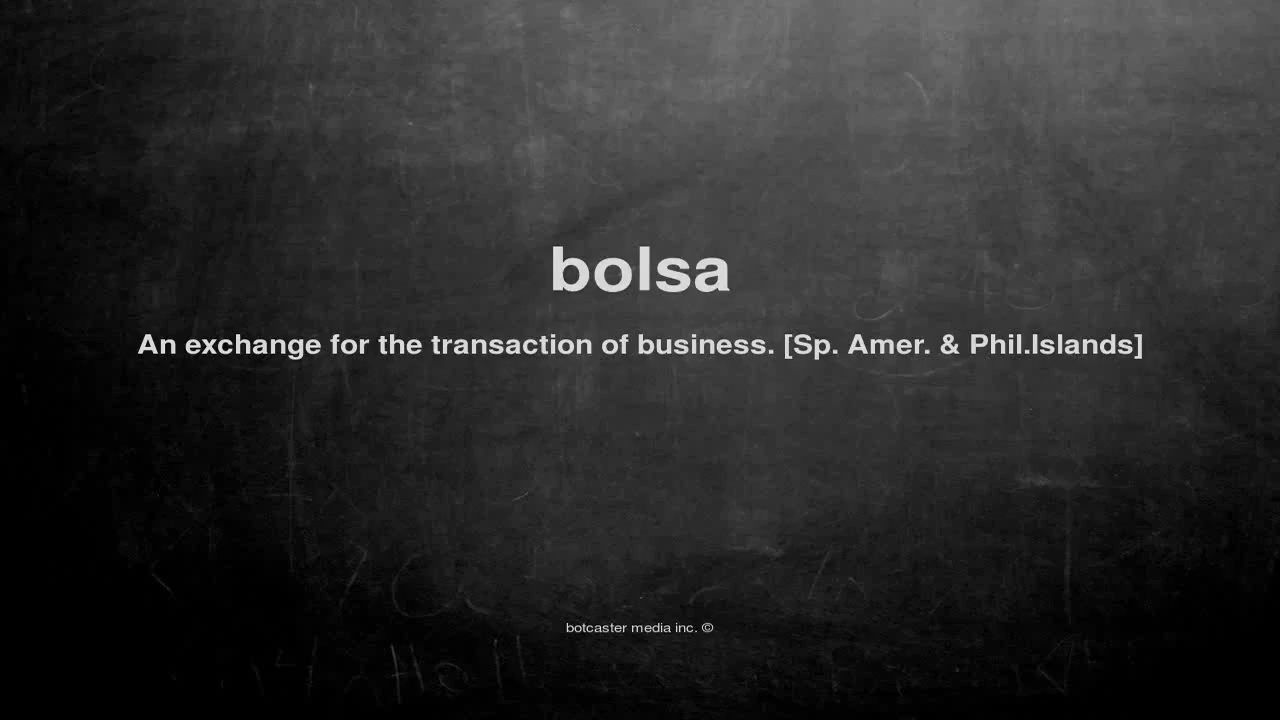 bolsa
An exchange for the transaction of business. [Sp. Amer. & Phil.Islands]
botcaster media inc. ©